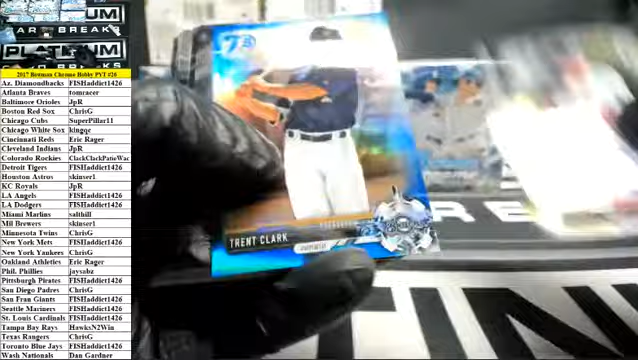 UM
PLATINUM
2017 Bowman Chrome Hobby PYT #26
Az. Diamondbacks FISHaddict1426
Atlanta Braves tomracer
Baltimore Orioles JpR
Boston Red Sox ChrisG
Chicago Cubs SuperPillar11
Chicago White Sox kingqc
Cincinnati Reds Eric Rager
Cleveland Indians JpR
Colorado Rockies ClackClackPatieWac
Detroit Tigers FISHaddict1426
Houston Astros skinser1
KC Royals JpR
LA Angels FISHaddict1426
LA Dodgers FISHaddict1426
Miami Marlins salthill
Mil Brewers skinser1
Minnesota Twins ChrisG
New York Mets FISHaddict1426
New York Yankees ChrisG
Oakland Athletics Eric Rager
Phil. Phillies jaysabz
Pittsburgh Pirates FISHaddict1426
San Diego Padres ChrisG
San Fran Giants FISHaddict1426
Seattle Mariners FISHaddict1426
St. Louis Cardinals FISHaddict1426
Tampa Bay Rays HawksN2Win
Texas Rangers ChrisG
Toronto Blue Jays FISHaddict1426
Wash Nationals Dan Gardner
TRENT CLARK